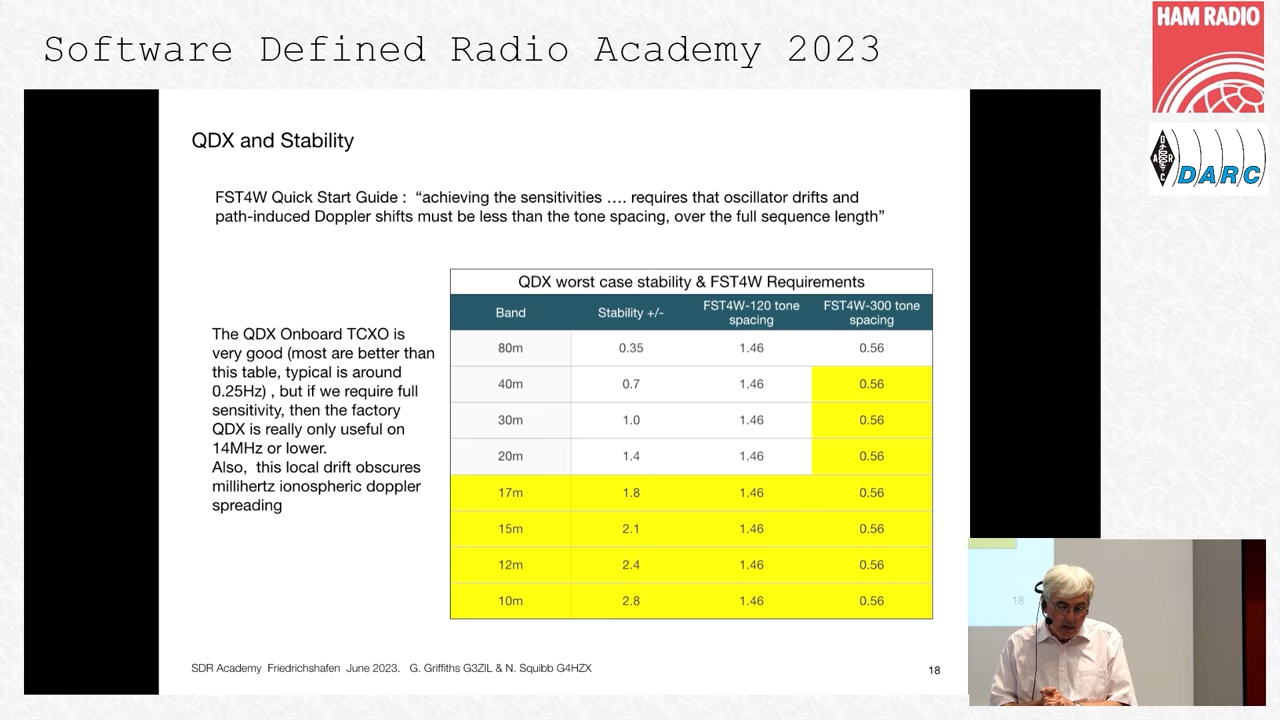 Software Defined Radio Academy 2023
HAM RADIO
DARC
DARC
QDX and Stability
FST4W Quick Start Guide : “achieving the sensitivities …. requires that oscillator drifts and
path-induced Doppler shifts must be less than the tone spacing, over the full sequence length”
The QDX Onboard TCXO is
very good (most are better than
this table, typical is around
0.25Hz) , but if we require full
sensitivity, then the factory
QDX is really only useful on
14MHz or lower.
Also, this local drift obscures
millihertz ionospheric doppler
spreading
QDX worst case stability & FST4W Requirements
Band Stability +/- FST4W-120 tone spacing FST4W-300 tone spacing
80m 0.35 1.46 0.56
40m 0.7 1.46 0.56
30m 1.0 1.46 0.56
20m 1.4 1.46 0.56
17m 1.8 1.46 0.56
15m 2.1 1.46 0.56
12m 2.4 1.46 0.56
10m 2.8 1.46 0.56
SDR Academy Friedrichshafen June 2023. G. Griffiths G3ZIL & N. Squibb G4HZX
18
18